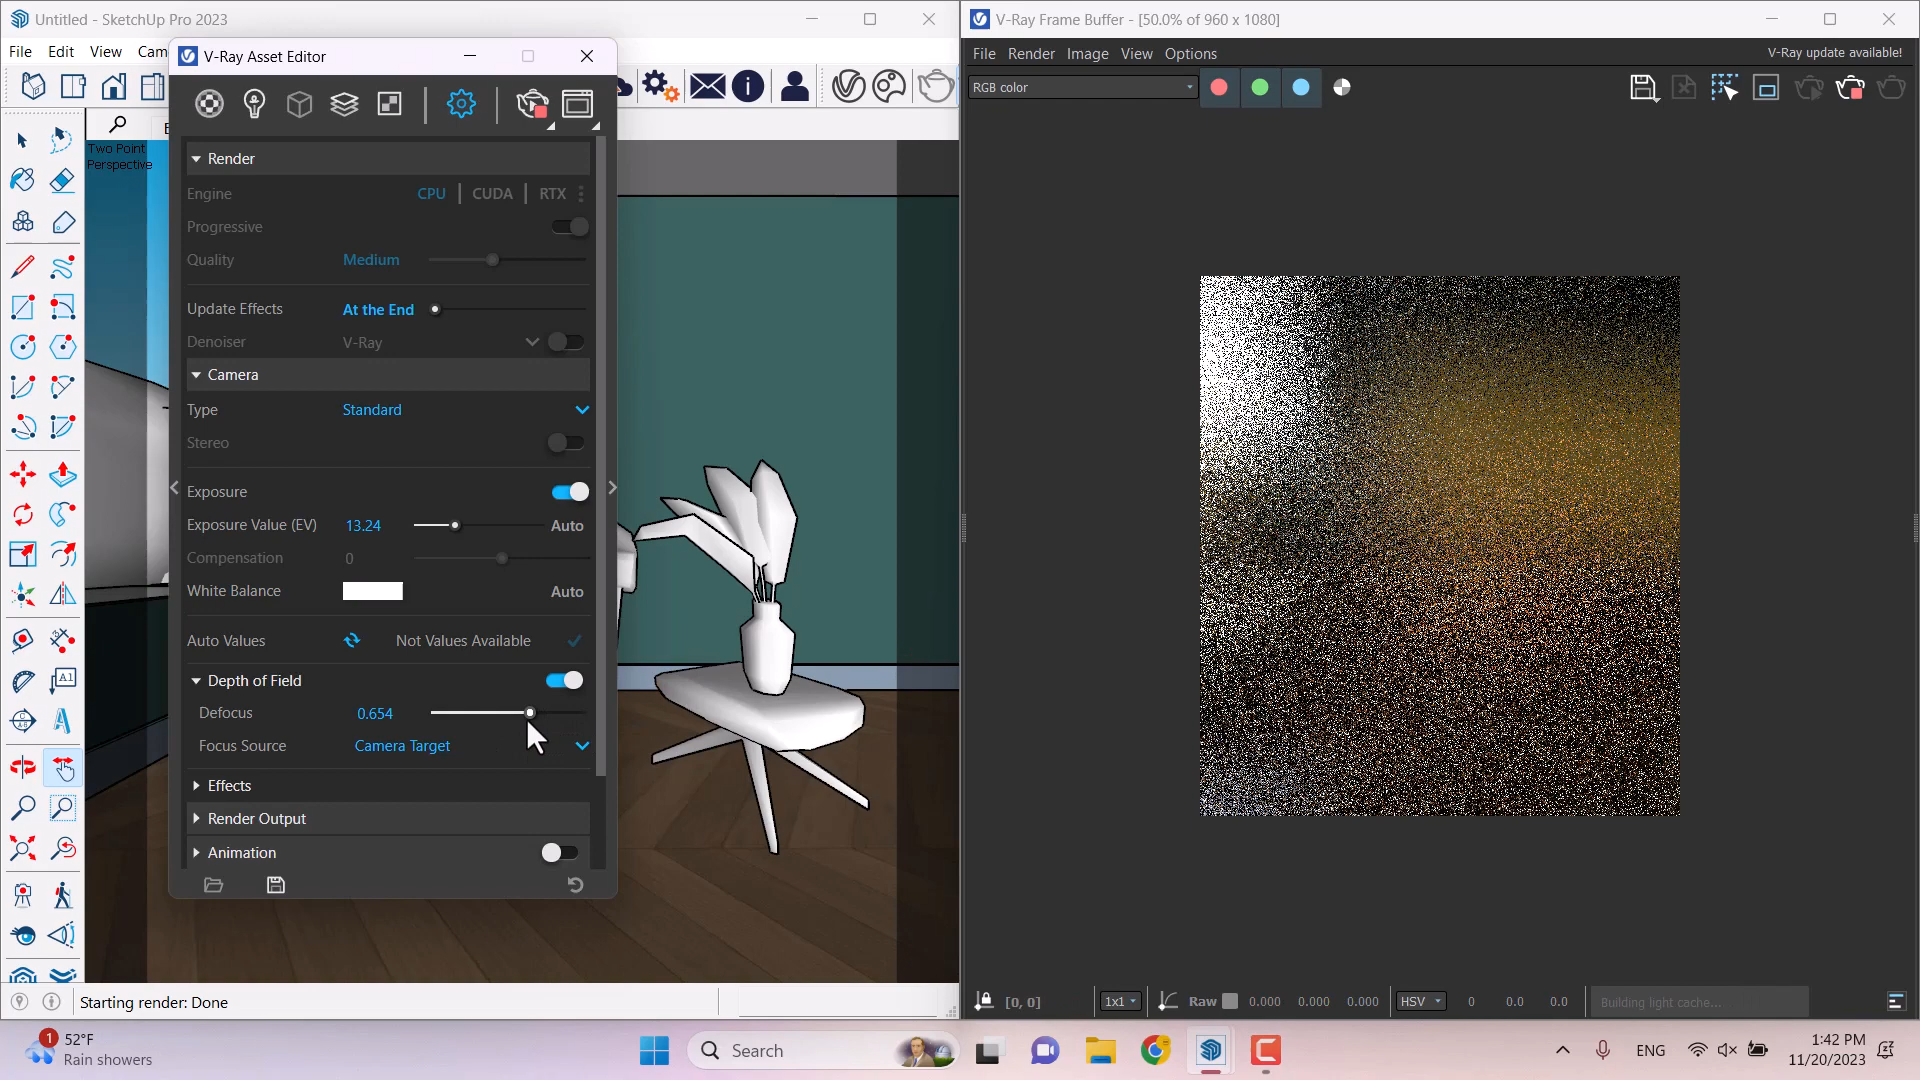 Untitled - SketchUp Pro 2023
File Edit View Cam
Two Point
Perspective
V-Ray Asset Editor
Render
Engine CPU CUDA RTX
Progressive
Quality Medium
Update Effects At the End
Denoiser V-Ray
Camera
Type Standard
Stereo
Exposure
Exposure Value (EV) 13.24 Auto
Compensation 0
White Balance Auto
Auto Values Not Values Available
Depth of Field
Defocus 0.654
Focus Source Camera Target
Effects
Render Output
Animation
Starting render: Done
V-Ray Frame Buffer - [50.0% of 960 x 1080]
File Render Image View Options V-Ray update available!
RGB color
[0, 0] 1x1 Raw 0.000 0.000 0.000 HSV 0 0.0 0.0 Building light cache...
1 52°F
Rain showers
Search
ENG
1:42 PM
11/20/2023